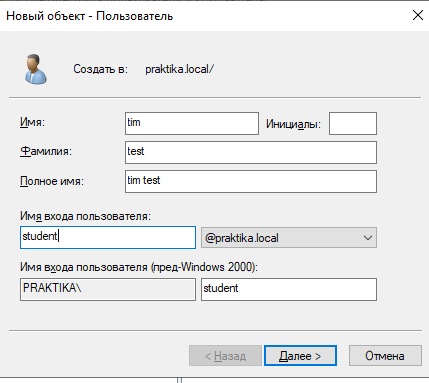 Новый объект - Пользователь
Создать в: praktika.local/
Имя: tim Инициалы:
Фамилия: test
Полное имя: tim test
Имя входа пользователя:
student @praktika.local
Имя входа пользователя (пред-Windows 2000):
PRAKTIKA\ student
< Назад Далее > Отмена